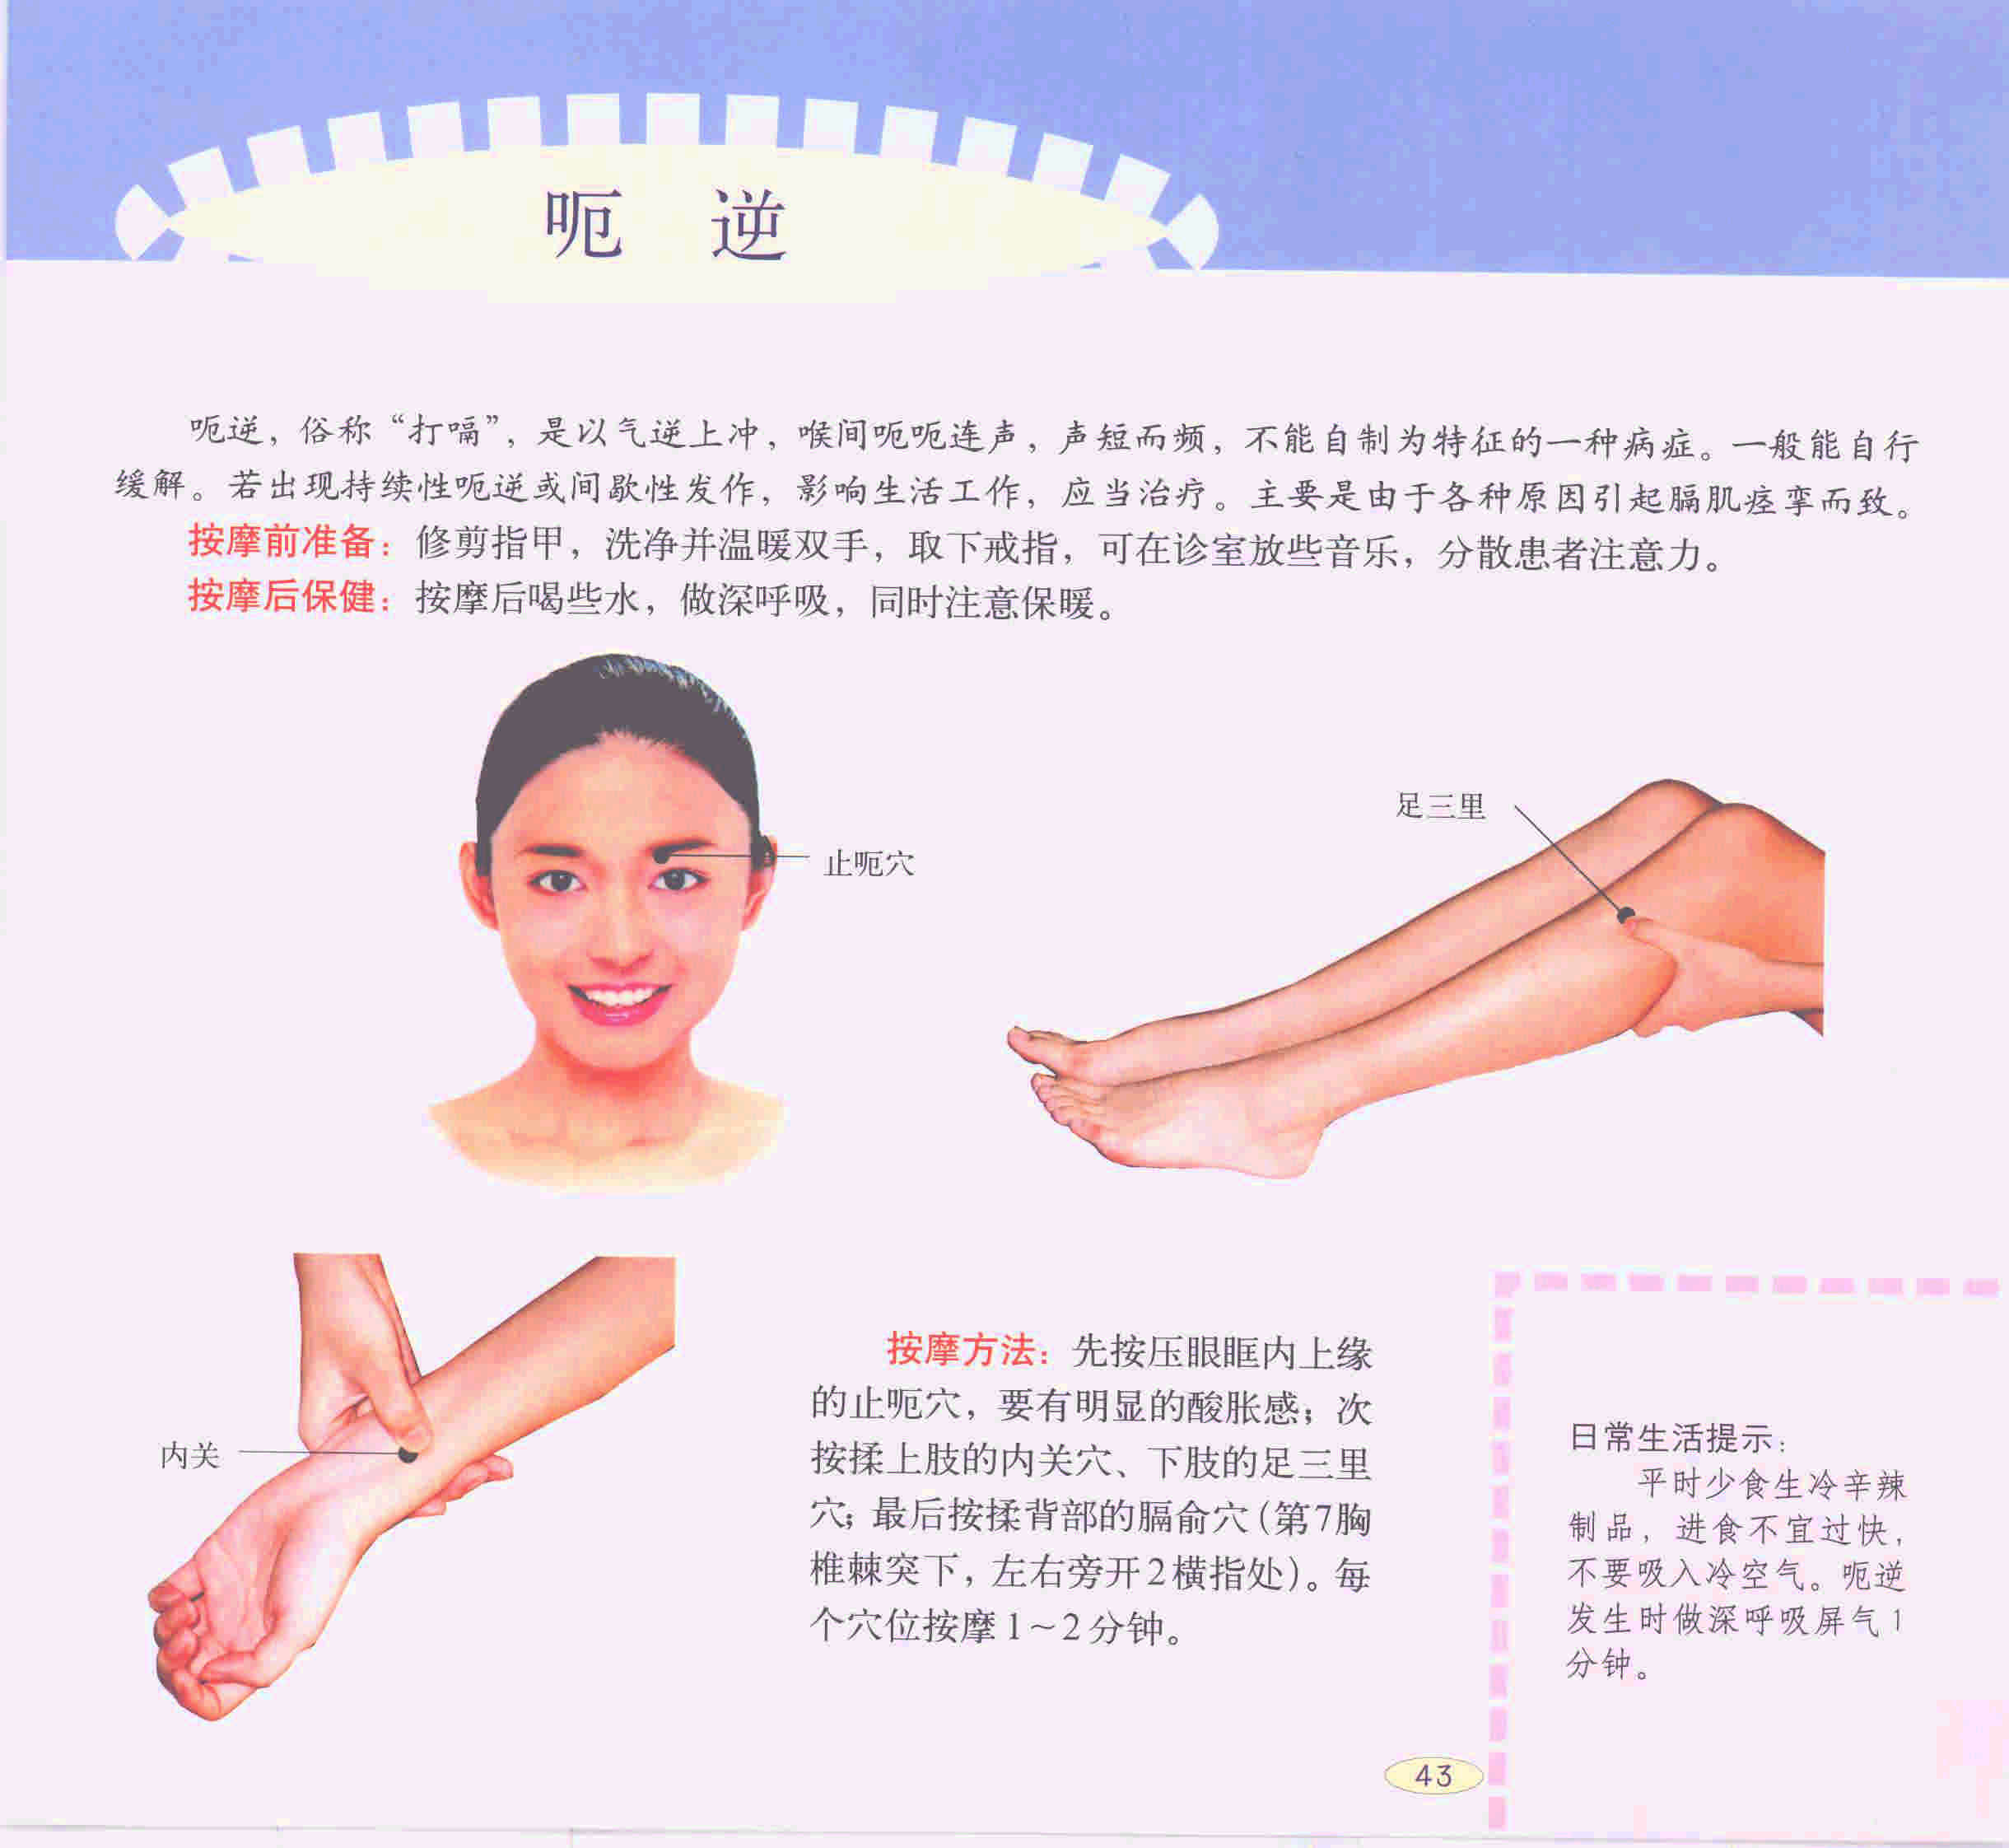 呃 逆
呃逆，俗称“打嗝”，是以气逆上冲，喉间呃呃连声，声短而频，不能自制为特征的一种病症。一般能自行
缓解。若出现持续性呃逆或间歇性发作，影响生活工作，应当治疗。主要是由于各种原因引起膈肌痉挛而致。
按摩前准备：修剪指甲，洗净并温暖双手，取下戒指，可在诊室放些音乐，分散患者注意力。
按摩后保健：按摩后喝些水，做深呼吸，同时注意保暖。
止呃穴
足三里
内关
按摩方法：先按压眼眶内上缘
的止呃穴，要有明显的酸胀感；次
按揉上肢的内关穴、下肢的足三里
穴；最后按揉背部的膈俞穴（第7胸
椎棘突下，左右旁开2横指处）。每
个穴位按摩1～2分钟。
日常生活提示：
平时少食生冷辛辣
制品，进食不宜过快，
不要吸入冷空气。呃逆
发生时做深呼吸屏气1
分钟。
43